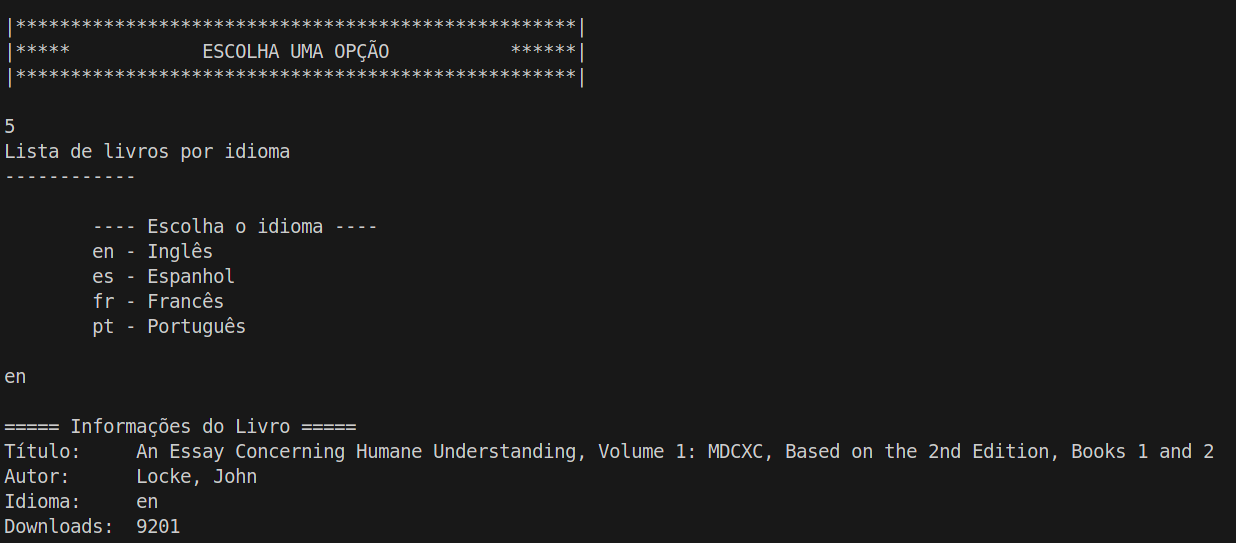 |***************************************************|
|*****            ESCOLHA UMA OPÇÃO           ******|
|***************************************************|
5
Lista de livros por idioma
------------
---- Escolha o idioma ----
en - Inglês
es - Espanhol
fr - Francês
pt - Português
en
===== Informações do Livro =====
Título:     An Essay Concerning Humane Understanding, Volume 1: MDCXC, Based on the 2nd Edition, Books 1 and 2
Autor:      Locke, John
Idioma:     en
Downloads:  9201